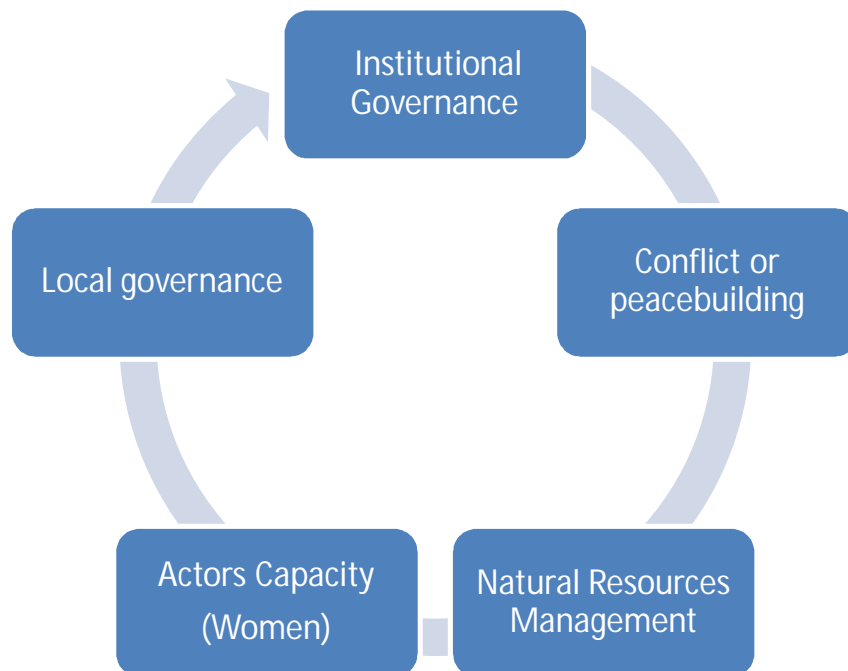 Institutional
Governance
Conflict or
peacebuilding
Natural Resources
Management
Actors Capacity
(Women)
Local governance